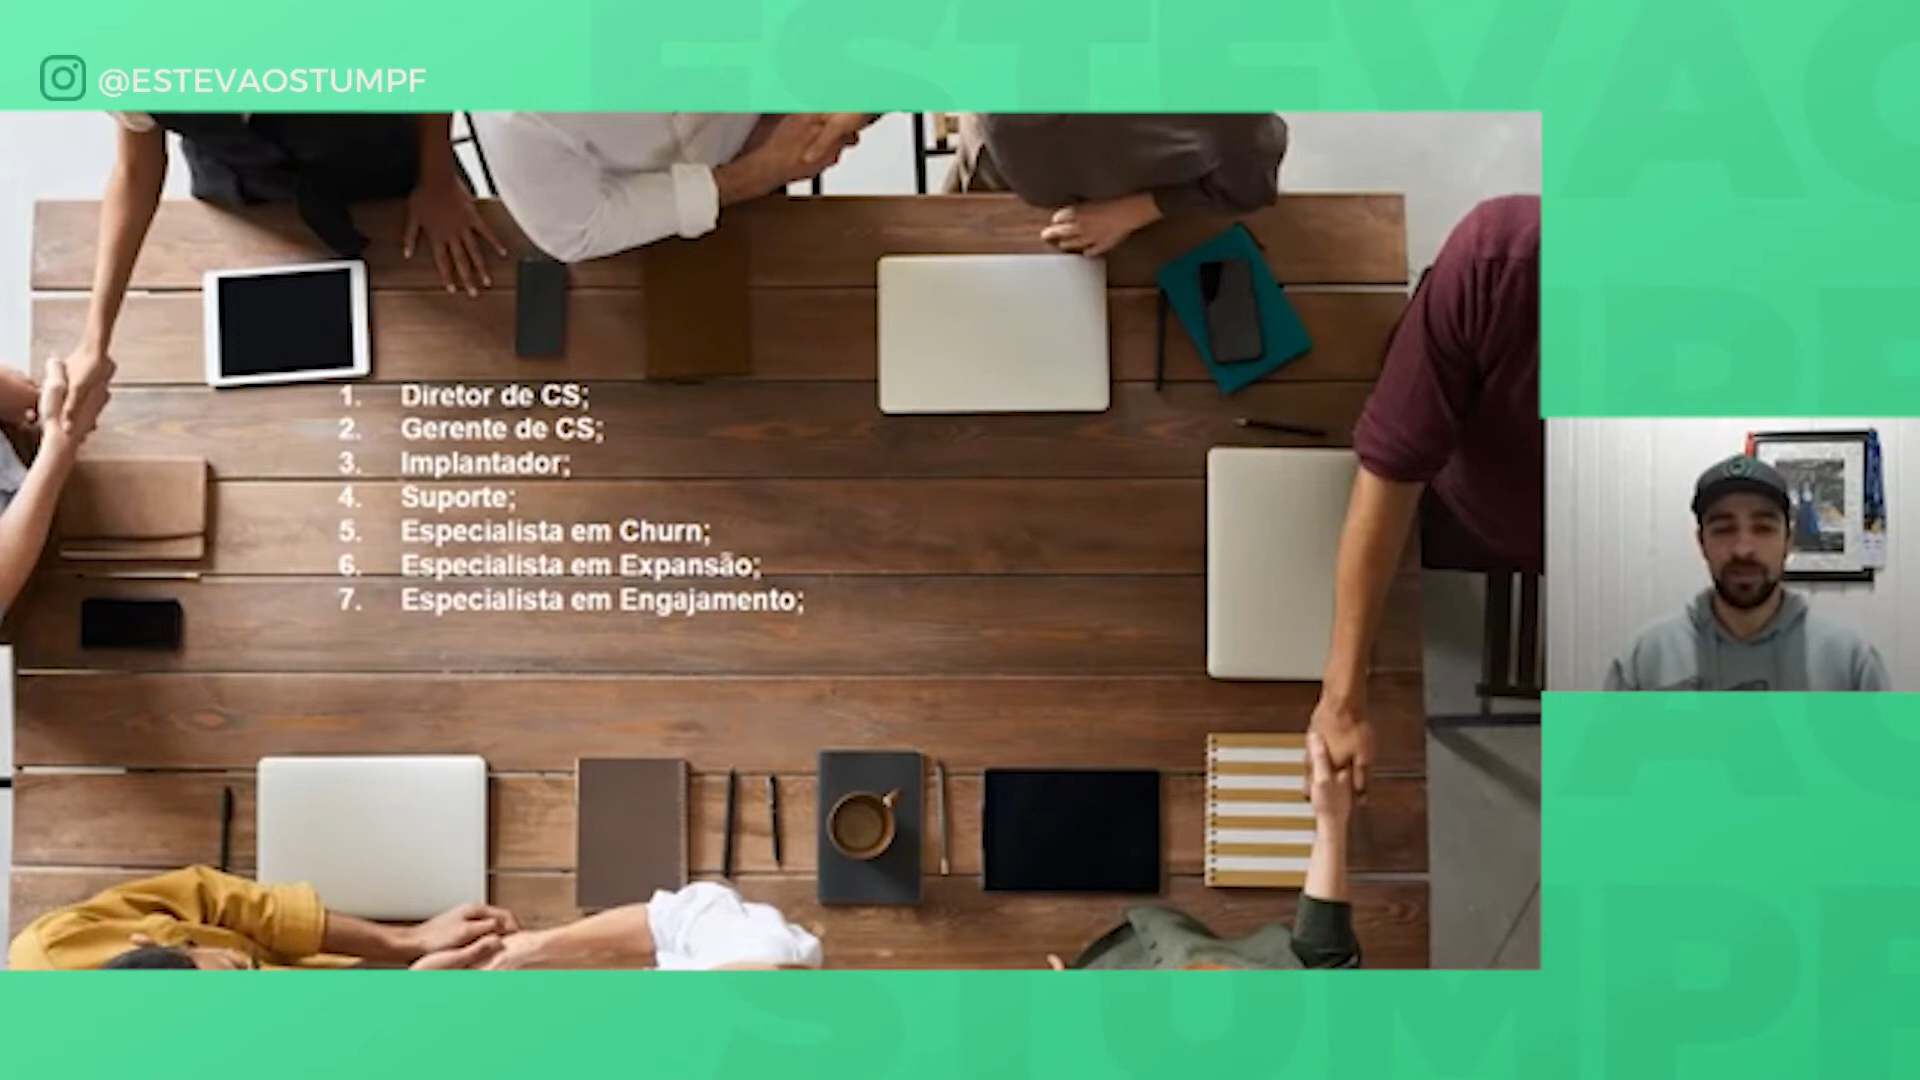 @ESTEVAOSTUMPF
1. Diretor de CS;
2. Gerente de CS;
3. Implantador;
4. Suporte;
5. Especialista em Churn;
6. Especialista em Expansão;
7. Especialista em Engajamento;